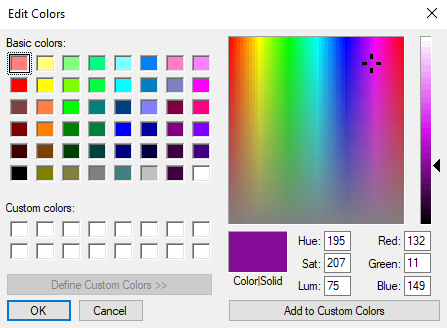 Edit Colors
Basic colors:
Custom colors:
Define Custom Colors >>
OK
Cancel
Color|Solid
Hue: 195
Sat: 207
Lum: 75
Red: 132
Green: 11
Blue: 149
Add to Custom Colors